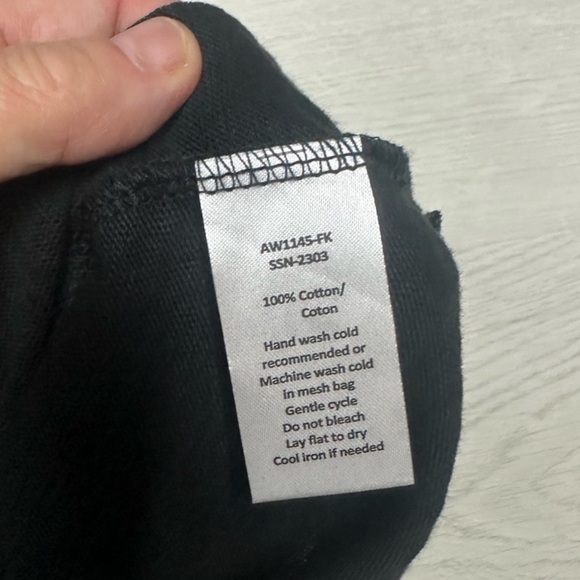 AW1145-FK
SSN-2303
100% Cotton/
Coton
Hand wash cold
recommended or
Machine wash cold
in mesh bag
Gentle cycle
Do not bleach
Lay flat to dry
Cool iron if needed